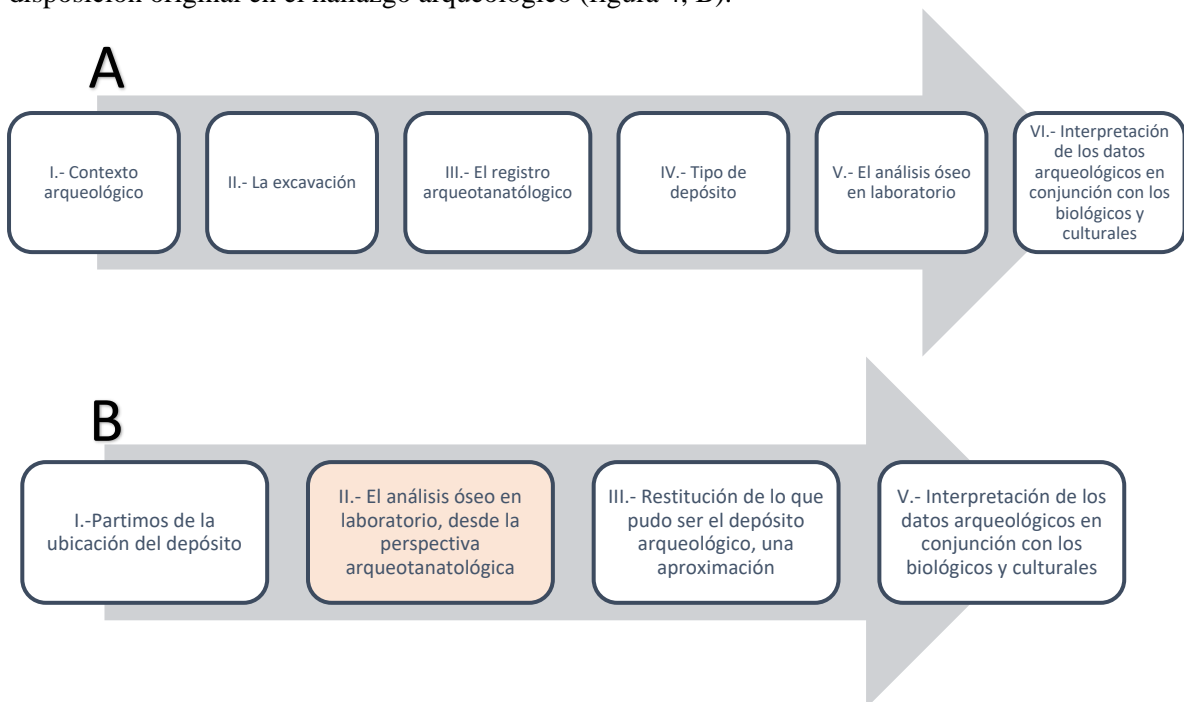 disposición original en el hallazgo arqueológico (figura 4, B).
A
I.- Contexto
arqueológico
II.- La excavación
III.- El registro
arqueotanatólogico
IV.- Tipo de
depósito
V.- El análisis óseo
en laboratorio
VI.- Interpretación
de los datos
arqueológicos en
conjunción con los
biológicos y
culturales
B
I.-Partimos de la
ubicación del depósito
II.- El análisis óseo en
laboratorio, desde la
perspectiva
arqueotanatológica
III.- Restitución de lo que
pudo ser el depósito
arqueológico, una
aproximación
V.- Interpretación de los
datos arqueológicos en
conjunción con los
biológicos y culturales